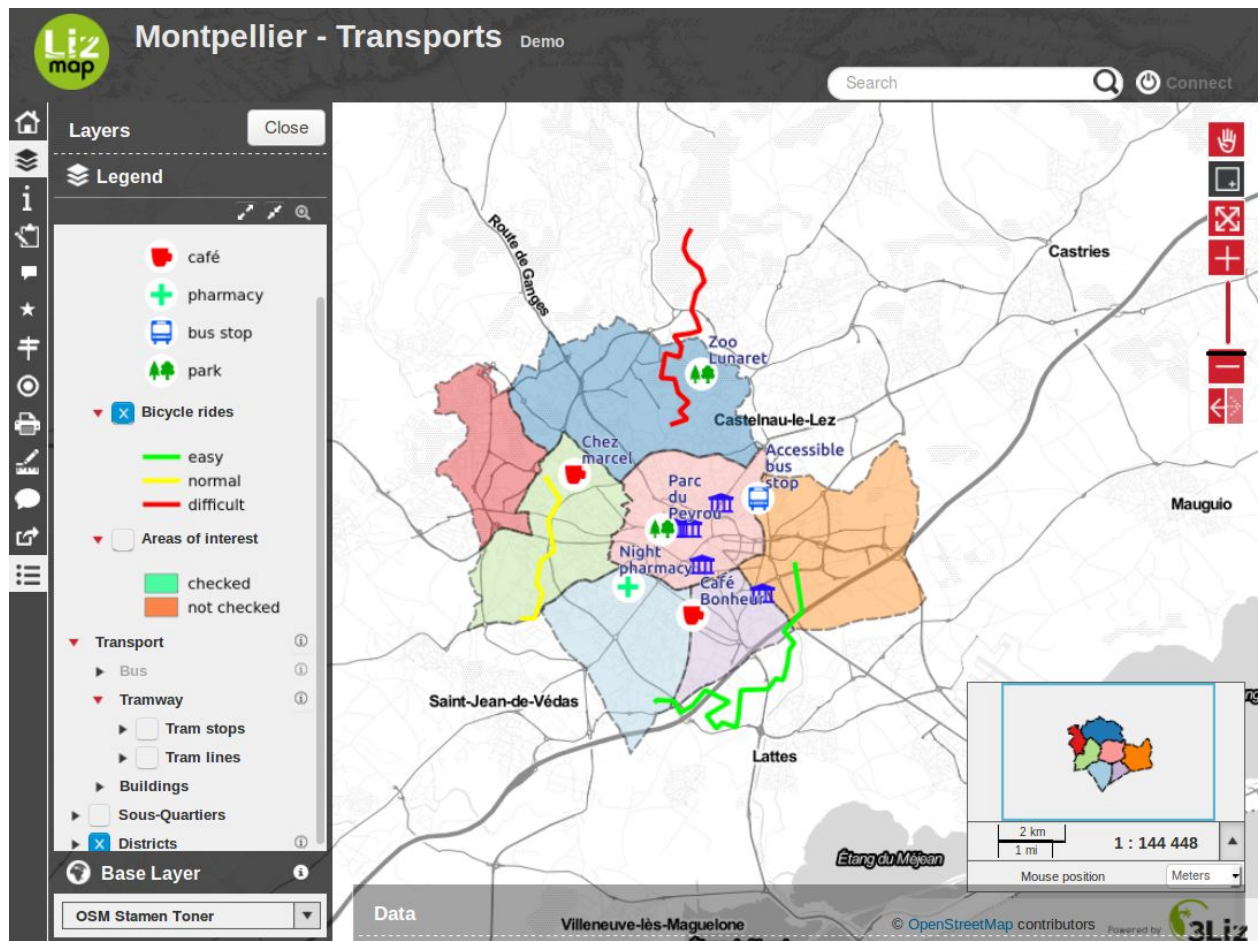 Liz
map
Montpellier - Transports Demo
Search
Connect
Layers
Close
Legend
café
pharmacy
bus stop
park
Bicycle rides
easy
normal
difficult
Areas of interest
checked
not checked
Transport
Bus
Tramway
Tram stops
Tram lines
Buildings
Sous-Quartiers
Districts
Base Layer
OSM Stamen Toner
Route de Ganges
Castries
Zoo
Lunaret
Castelnau-le-Lez
Chez
marcel
Accessible
bus
stop
Parc
du
Peyrou
Mauguio
Night
pharmacy
Café
Bonheur
Saint-Jean-de-Védas
Lattes
Étang du Méjean
Villeneuve-lès-Maguelone
2 km
1 mi
1 : 144 448
Mouse position
Meters
Data
© OpenStreetMap contributors
Powered by
3Liz